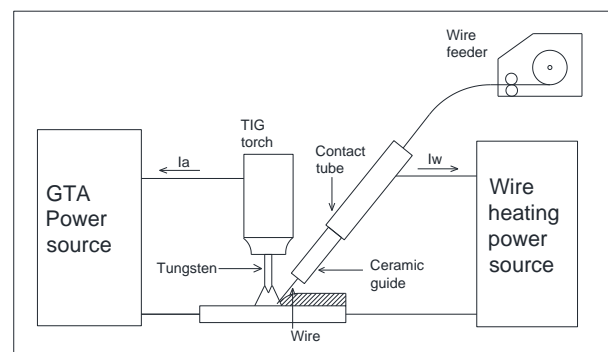 Wire
feeder
TIG
torch
Ia
Contact
tube
Iw
GTA
Power
source
Wire
heating
power
source
Tungsten
Ceramic
guide
Wire